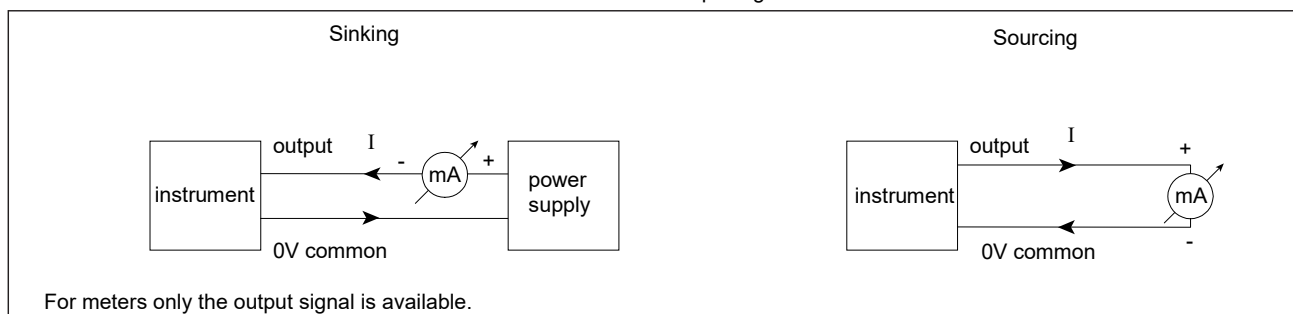 Sinking
Sourcing
output
I
-
+
mA
instrument
power
supply
0V common
output
I
+
instrument
mA
0V common
-
For meters only the output signal is available.